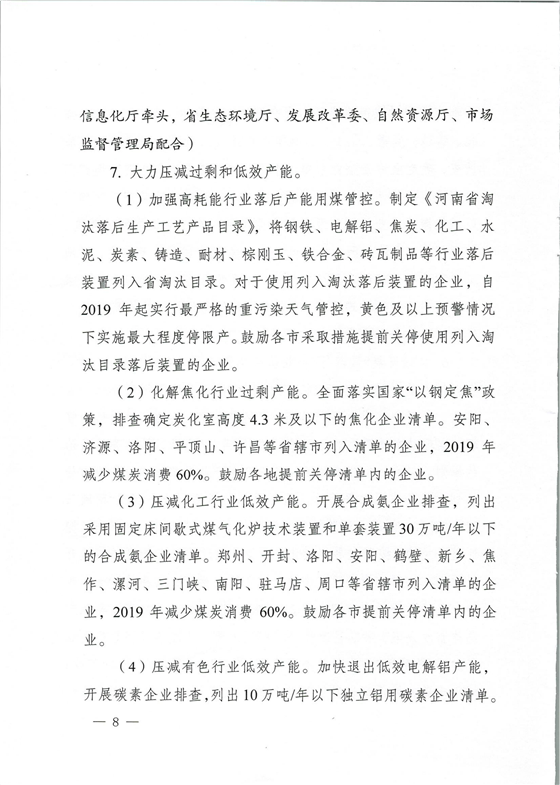 信息化厅牵头，省生态环境厅、发展改革委、自然资源厅、市场
监督管理局配合）
7. 大力压减过剩和低效产能。
（1）加强高耗能行业落后产能用煤管控。制定《河南省淘
汰落后生产工艺产品目录》，将钢铁、电解铝、焦炭、化工、水
泥、炭素、铸造、耐材、棕刚玉、铁合金、砖瓦制品等行业落后
装置列入省淘汰目录。对于使用列入淘汰落后装置的企业，自
2019 年起实行最严格的重污染天气管控，黄色及以上预警情况
下实施最大程度停限产。鼓励各市采取措施提前关停使用列入淘
汰目录落后装置的企业。
（2）化解焦化行业过剩产能。全面落实国家“以钢定焦”政
策，排查确定炭化室高度 4.3 米及以下的焦化企业清单。安阳、
济源、洛阳、平顶山、许昌等省辖市列入清单的企业，2019 年
减少煤炭消费 60%。鼓励各地提前关停清单内的企业。
（3）压减化工行业低效产能。开展合成氨企业排查，列出
采用固定床间歇式煤气化炉技术装置和单套装置 30 万吨/年以下
的合成氨企业清单。郑州、开封、洛阳、安阳、鹤壁、新乡、焦
作、漯河、三门峡、南阳、驻马店、周口等省辖市列入清单的企
业，2019 年减少煤炭消费 60%。鼓励各市提前关停清单内的企
业。
（4）压减有色行业低效产能。加快退出低效电解铝产能，
开展碳素企业排查，列出 10 万吨/年以下独立铝用碳素企业清单。
— 8 —